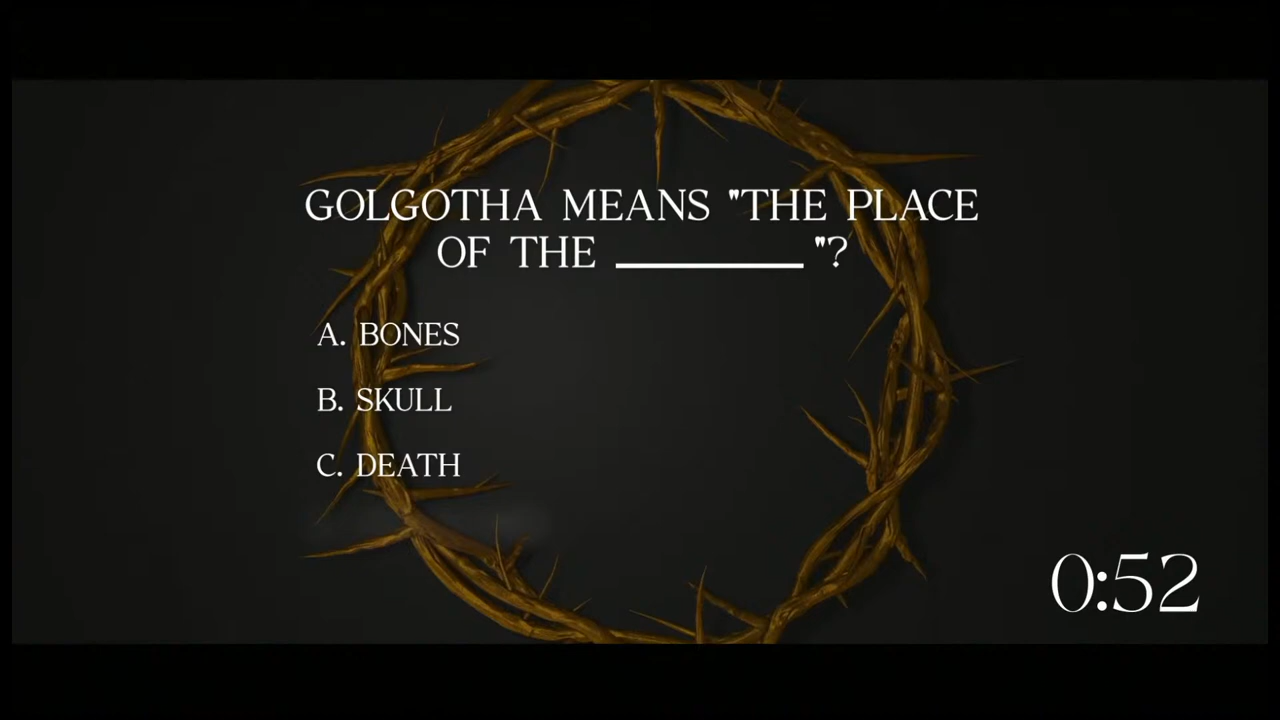 GOLGOTHA MEANS "THE PLACE
OF THE ________ "?
A. BONES
B. SKULL
C. DEATH
0:52